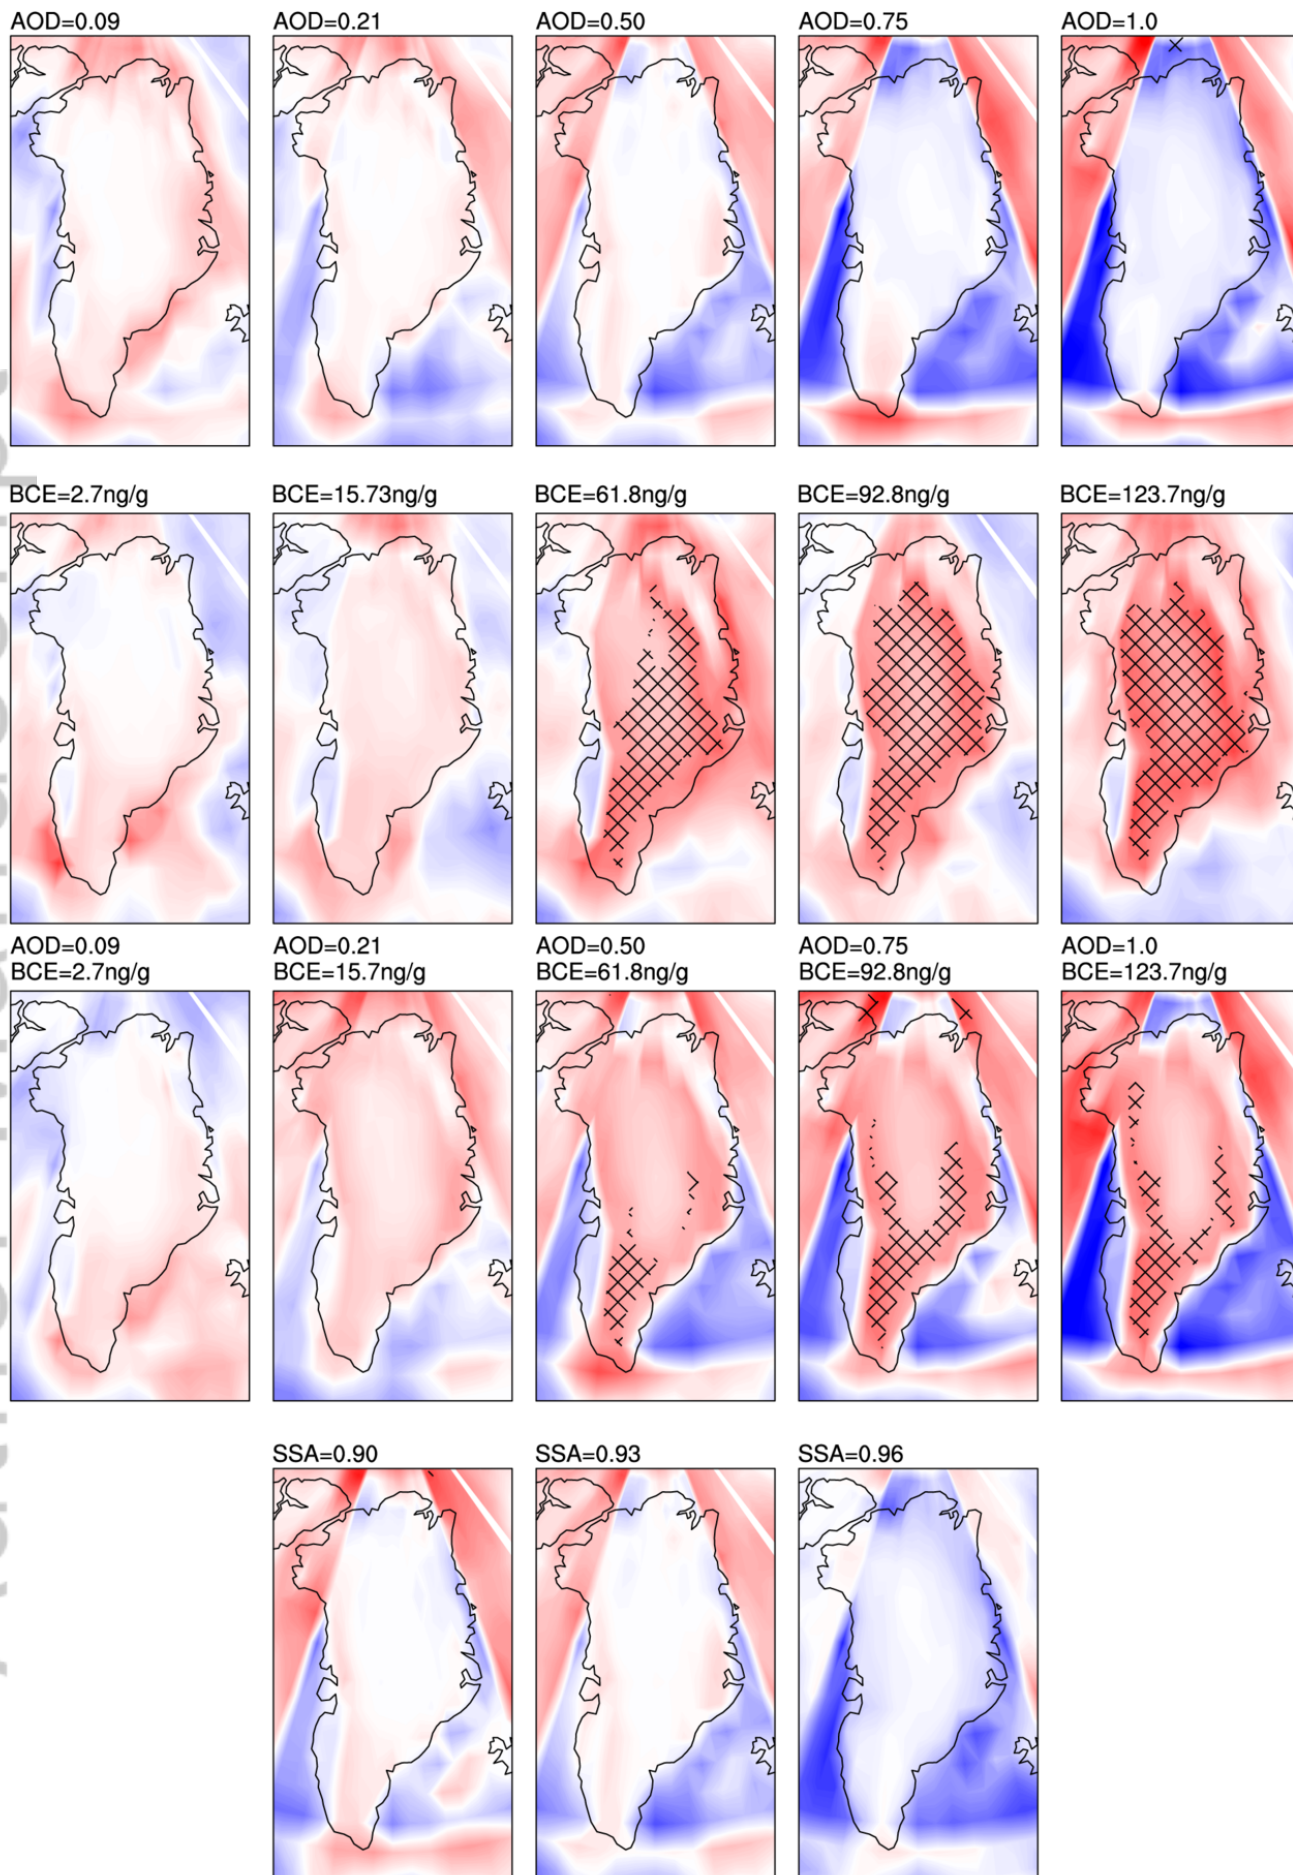 AOD=0.09 AOD=0.21 AOD=0.50 AOD=0.75 AOD=1.0
BCE=2.7ng/g BCE=15.73ng/g BCE=61.8ng/g BCE=92.8ng/g BCE=123.7ng/g
AOD=0.09 AOD=0.21 AOD=0.50 AOD=0.75 AOD=1.0
BCE=2.7ng/g BCE=15.7ng/g BCE=61.8ng/g BCE=92.8ng/g BCE=123.7ng/g
SSA=0.90 SSA=0.93 SSA=0.96